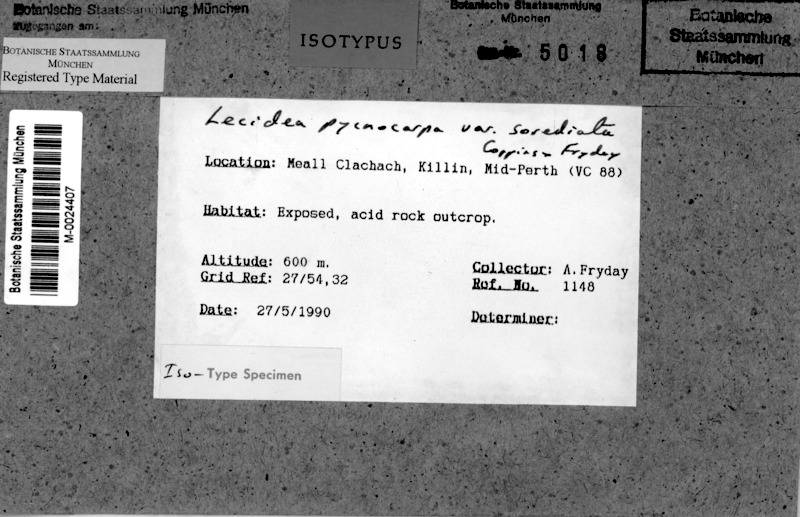 Botanische Staatssammlung München
zugegangen am:
BOTANISCHE STAATSSAMMLUNG
MÜNCHEN
Registered Type Material
ISOTYPUS
Botanische Staatssammlung
München
5018
Botanische
Staatssammlung
München
Botanische Staatssammlung München
M-0024407
Lecidea pycnocarpa var. sorediata
Coppins & Fryday
Location: Meall Clachach, Killin, Mid-Perth (VC 88)
Habitat: Exposed, acid rock outcrop.
Altitude: 600 m.
Grid Ref: 27/54,32
Date: 27/5/1990
Collector: A.Fryday
Ref. No. 1148
Determiner:
Iso-Type Specimen